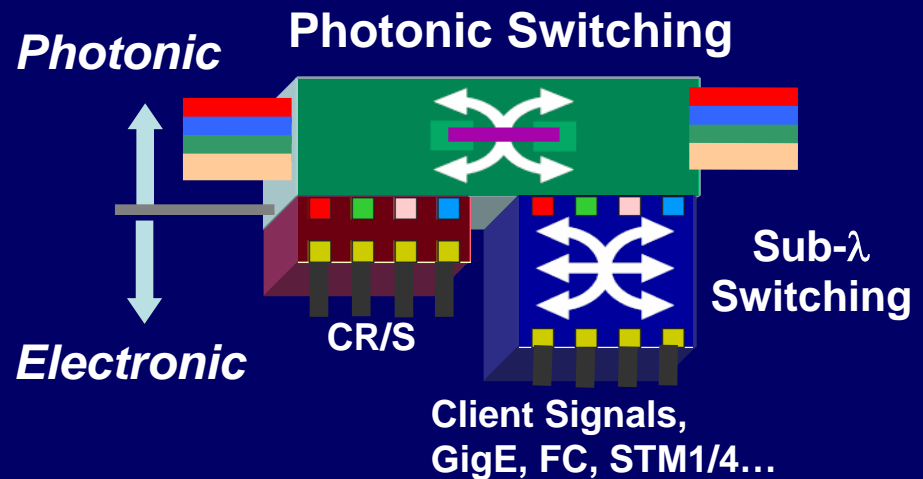 Photonic Switching
Photonic
Sub-λ
Switching
CR/S
Electronic
Client Signals,
GigE, FC, STM1/4…